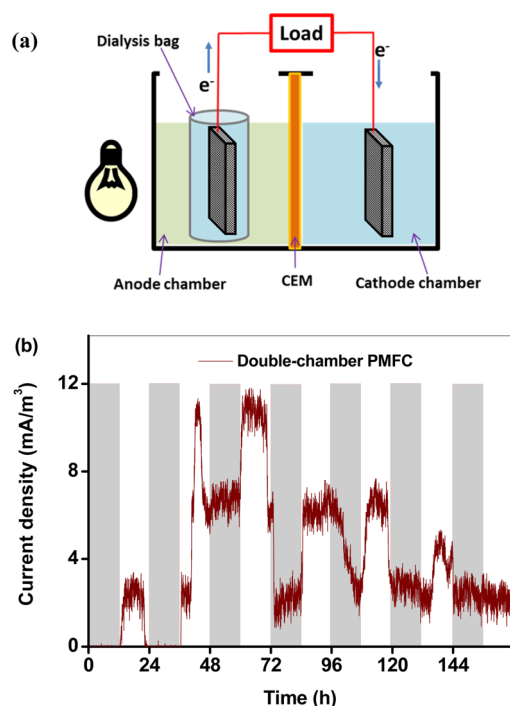 (a)
Dialysis bag
Load
e-
e-
Anode chamber
CEM
Cathode chamber
(b)
Double-chamber PMFC
Current density (mA/m³)
12
8
4
0
0 24 48 72 96 120 144
Time (h)